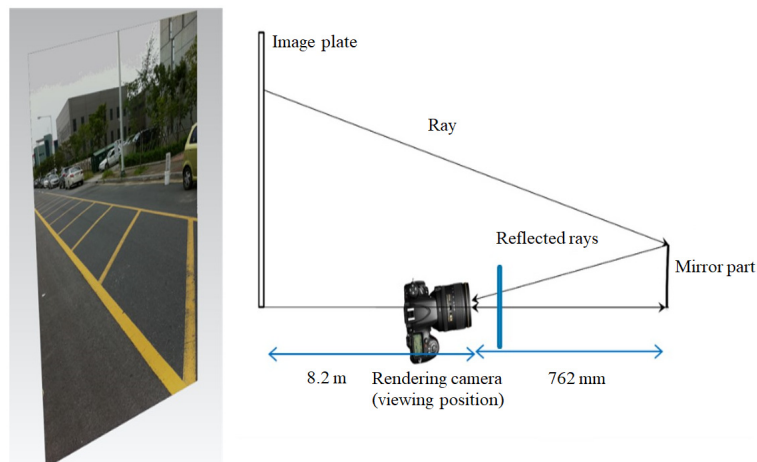 Image plate
Ray
Reflected rays
Mirror part
8.2 m
Rendering camera
(viewing position)
762 mm